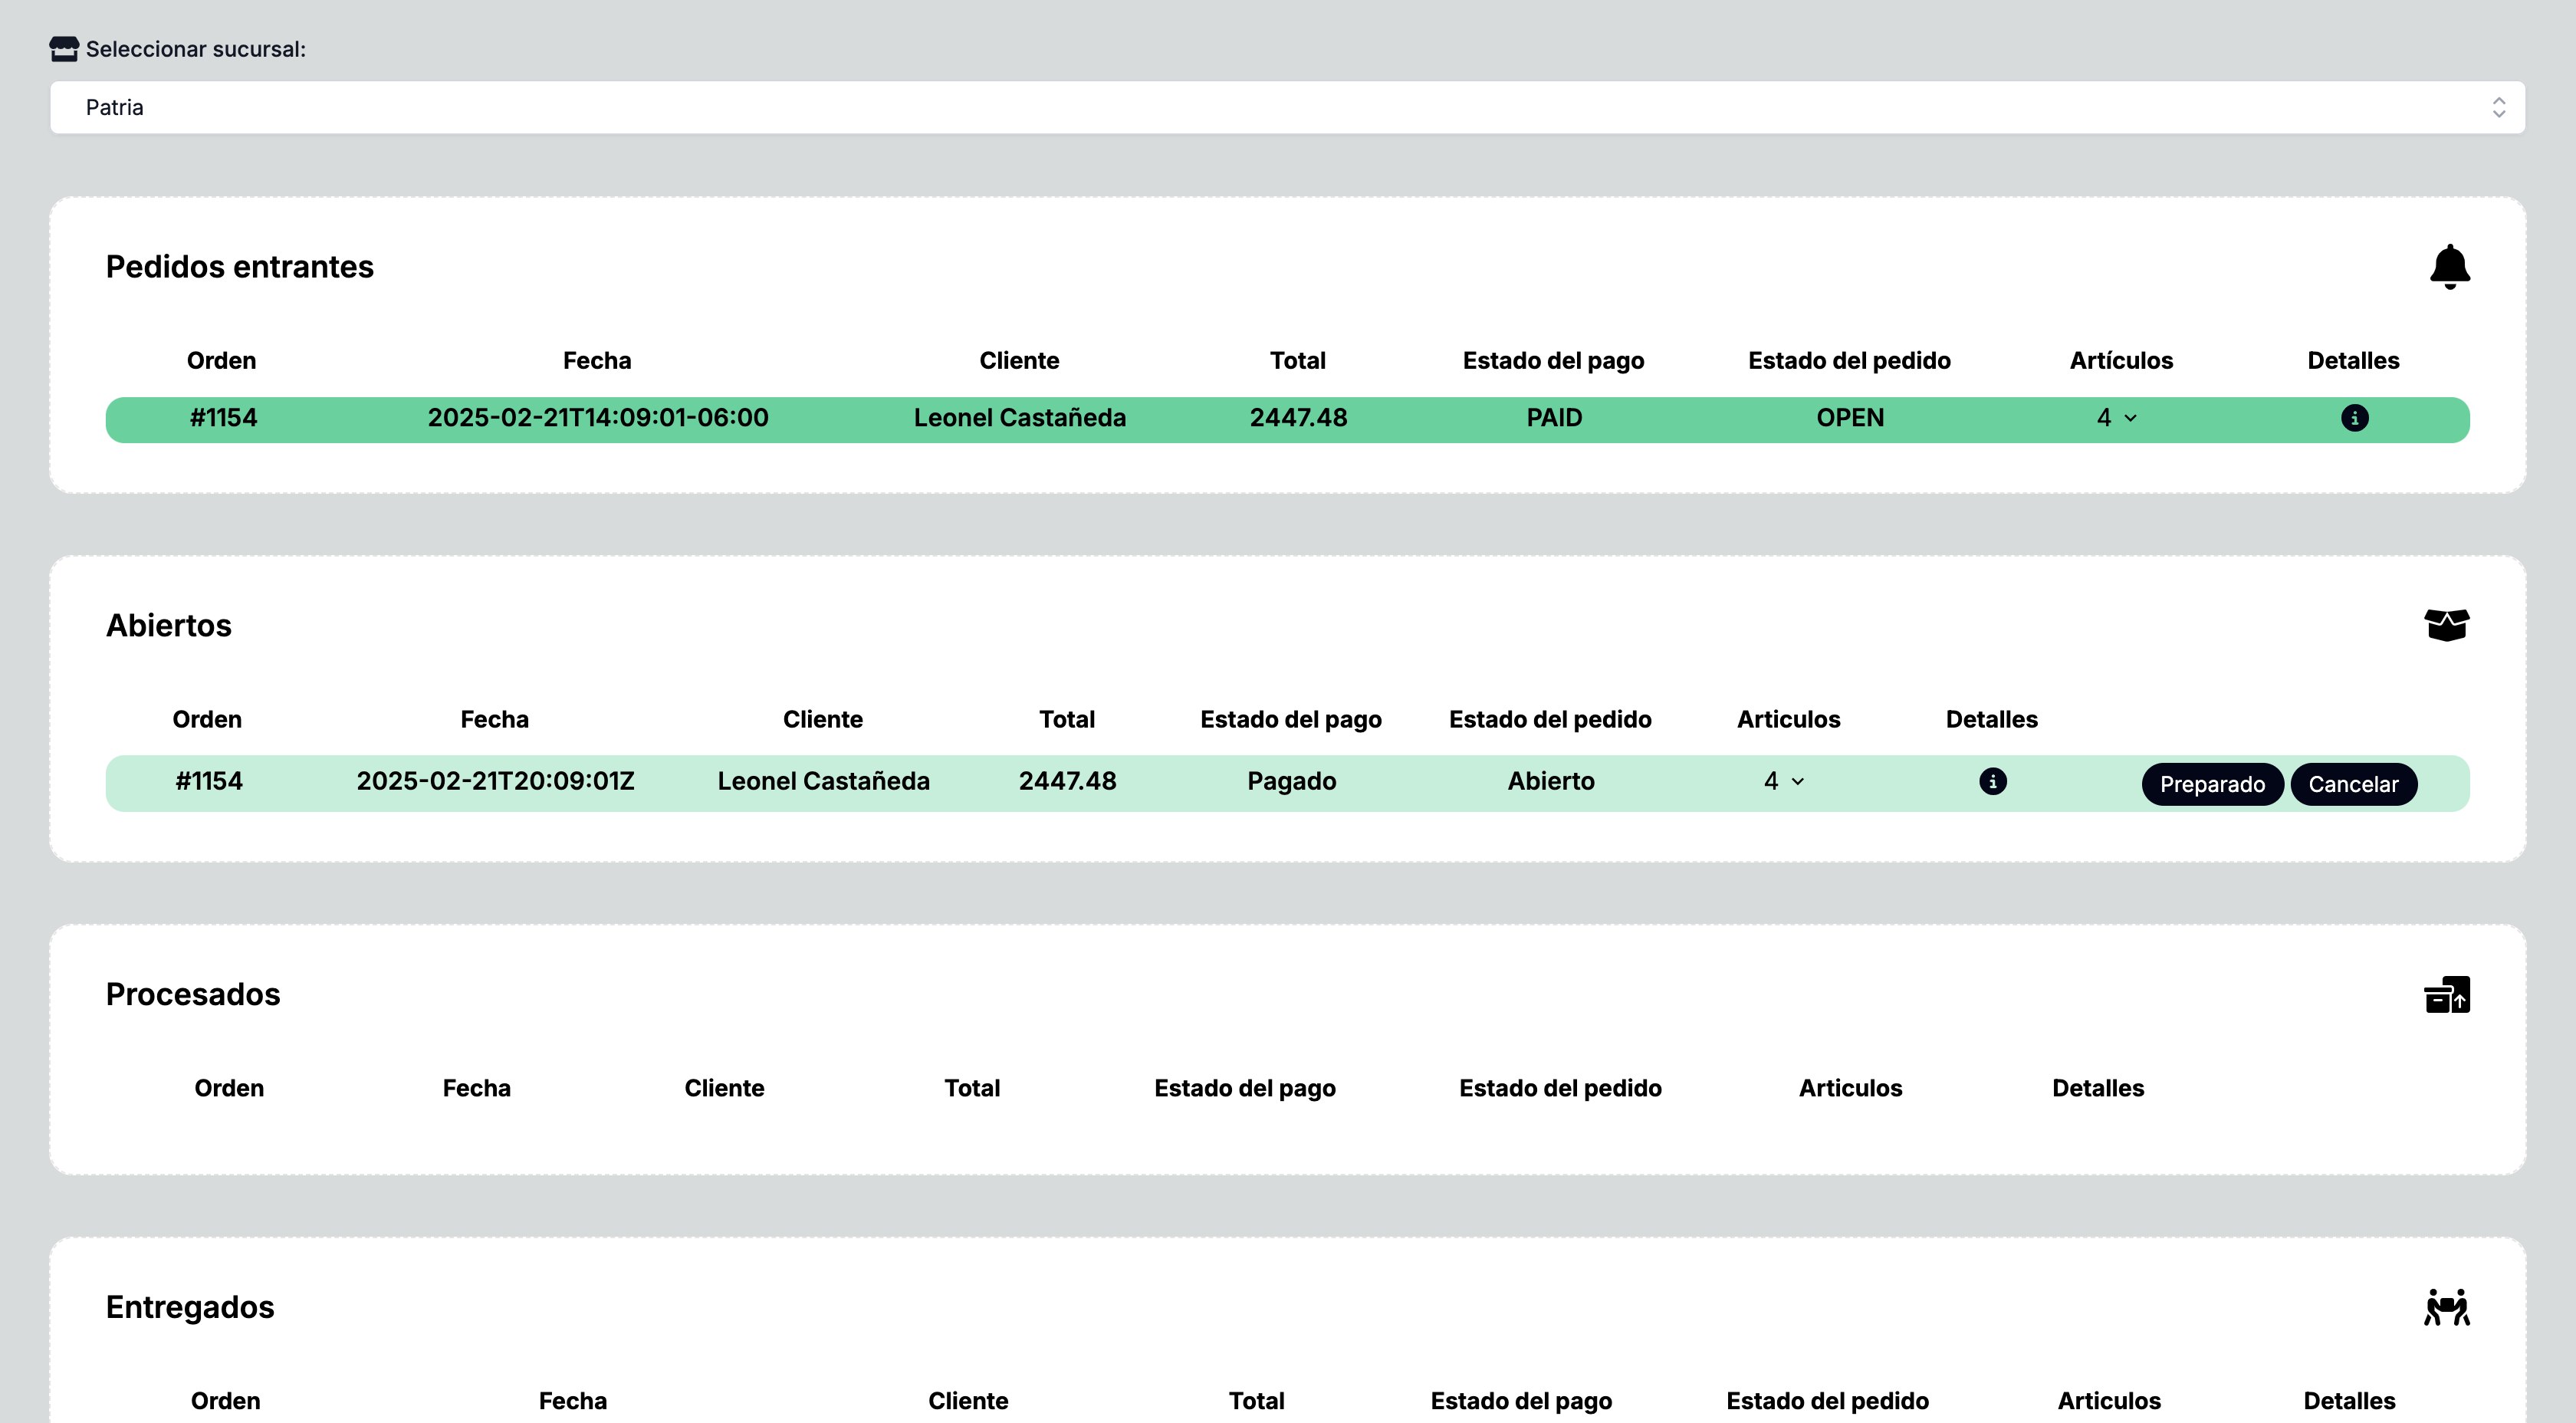 Seleccionar sucursal:
Patria
Pedidos entrantes
Orden Fecha Cliente Total Estado del pago Estado del pedido Artículos Detalles
#1154 2025-02-21T14:09:01-06:00 Leonel Castañeda 2447.48 PAID OPEN 4
Abiertos
Orden Fecha Cliente Total Estado del pago Estado del pedido Articulos Detalles
#1154 2025-02-21T20:09:01Z Leonel Castañeda 2447.48 Pagado Abierto 4 Preparado Cancelar
Procesados
Orden Fecha Cliente Total Estado del pago Estado del pedido Articulos Detalles
Entregados
Orden Fecha Cliente Total Estado del pago Estado del pedido Articulos Detalles